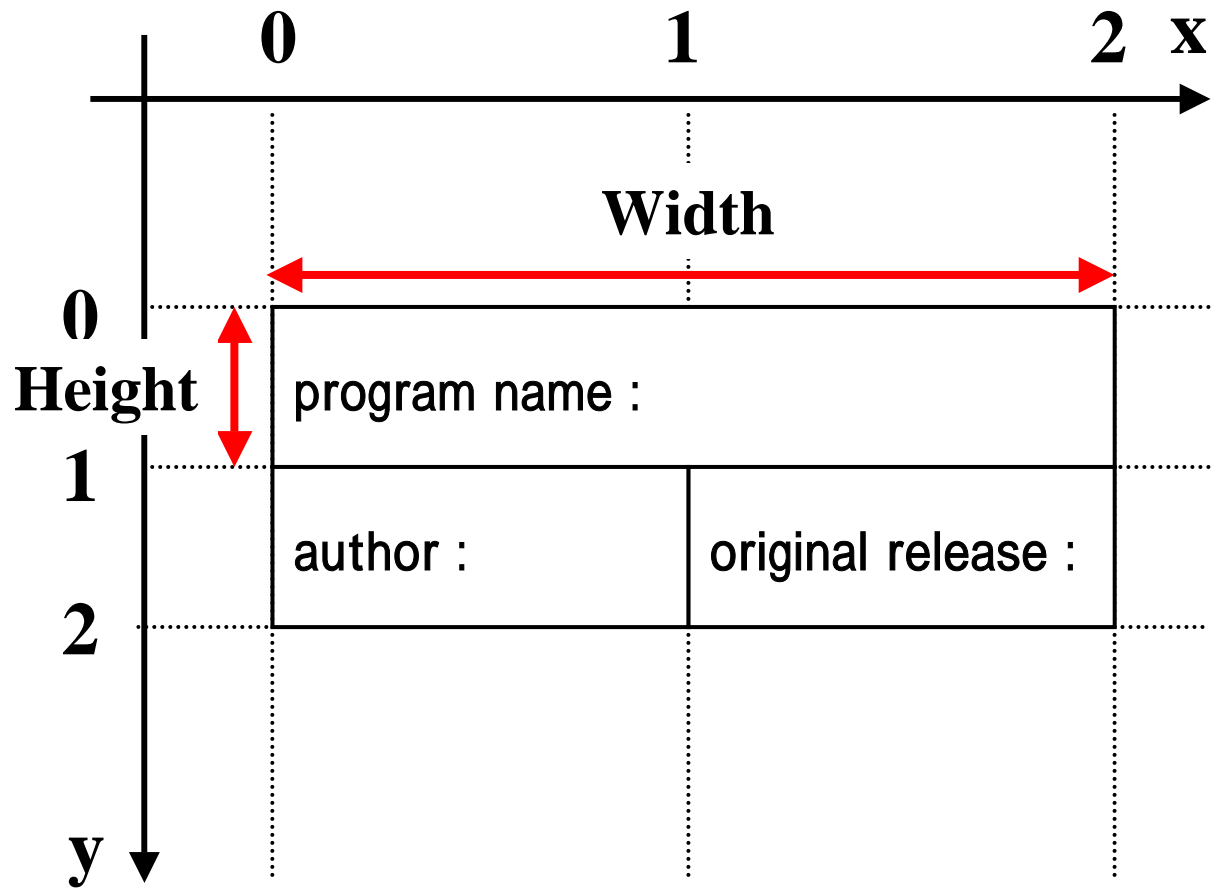 0 1 2 x
Width
0
Height
program name :
1
author : original release :
2
y